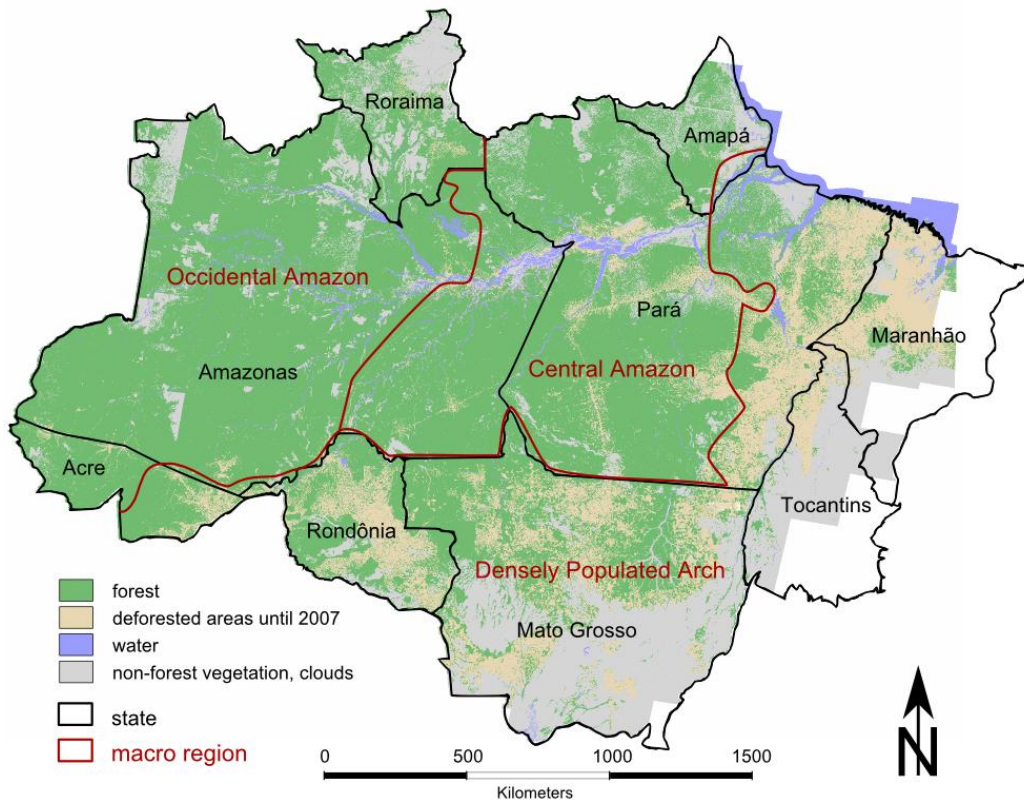 Roraima
Amapá
Occidental Amazon
Pará
Maranhão
Amazonas
Central Amazon
Acre
Tocantins
Rondônia
Densely Populated Arch
Mato Grosso
forest
deforested areas until 2007
water
non-forest vegetation, clouds
state
macro region
0 500 1000 1500
Kilometers
N